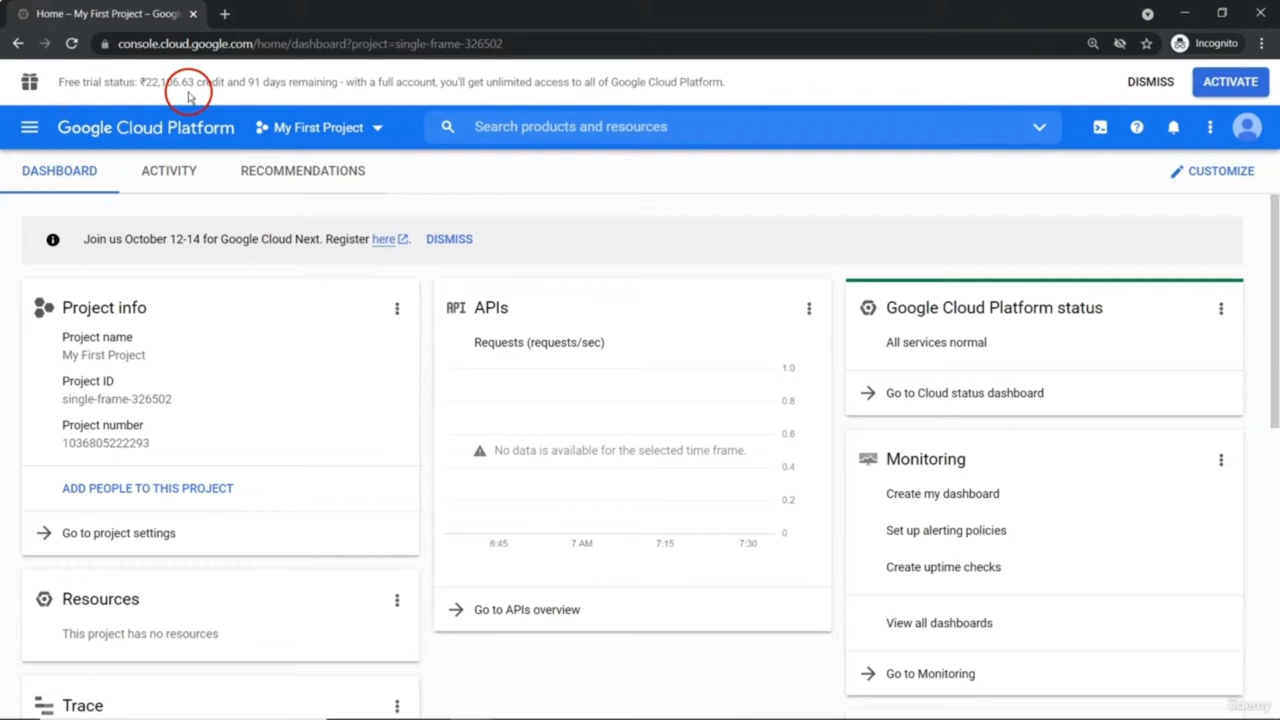 Home – My First Project – Googl
console.cloud.google.com/home/dashboard?project=single-frame-326502
Incognito
Free trial status: ₹22,106.63 credit and 91 days remaining - with a full account, you'll get unlimited access to all of Google Cloud Platform.
DISMISS
ACTIVATE
Google Cloud Platform
My First Project
Search products and resources
DASHBOARD
ACTIVITY
RECOMMENDATIONS
CUSTOMIZE
Join us October 12-14 for Google Cloud Next. Register here. DISMISS
Project info
Project name
My First Project
Project ID
single-frame-326502
Project number
1036805222293
ADD PEOPLE TO THIS PROJECT
Go to project settings
Resources
This project has no resources
Trace
API APIs
Requests (requests/sec)
1.0
0.8
0.6
No data is available for the selected time frame.
0.4
0.2
0
6:45 7 AM 7:15 7:30
Go to APIs overview
Google Cloud Platform status
All services normal
Go to Cloud status dashboard
Monitoring
Create my dashboard
Set up alerting policies
Create uptime checks
View all dashboards
Go to Monitoring
ûdemy